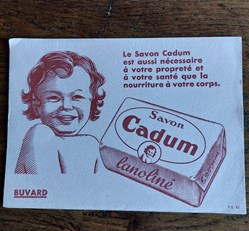 Le Savon Cadum
est aussi nécessaire
à votre propreté et
à votre santé que la
nourriture à votre corps.
Savon
Cadum
lanoliné
Cadum
BUVARD